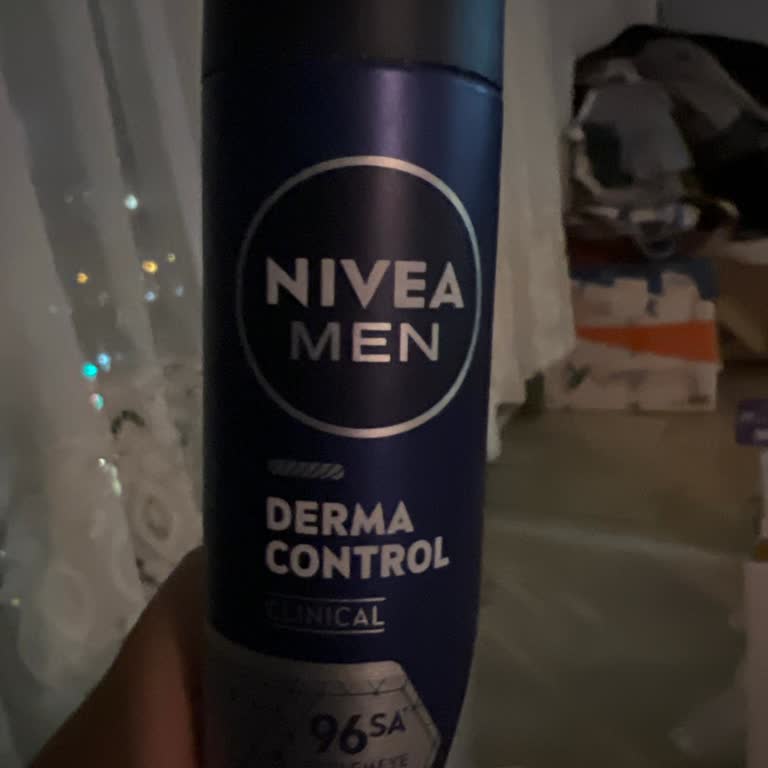 NIVEA
MEN
DERMA
CONTROL
CLINICAL
96SA